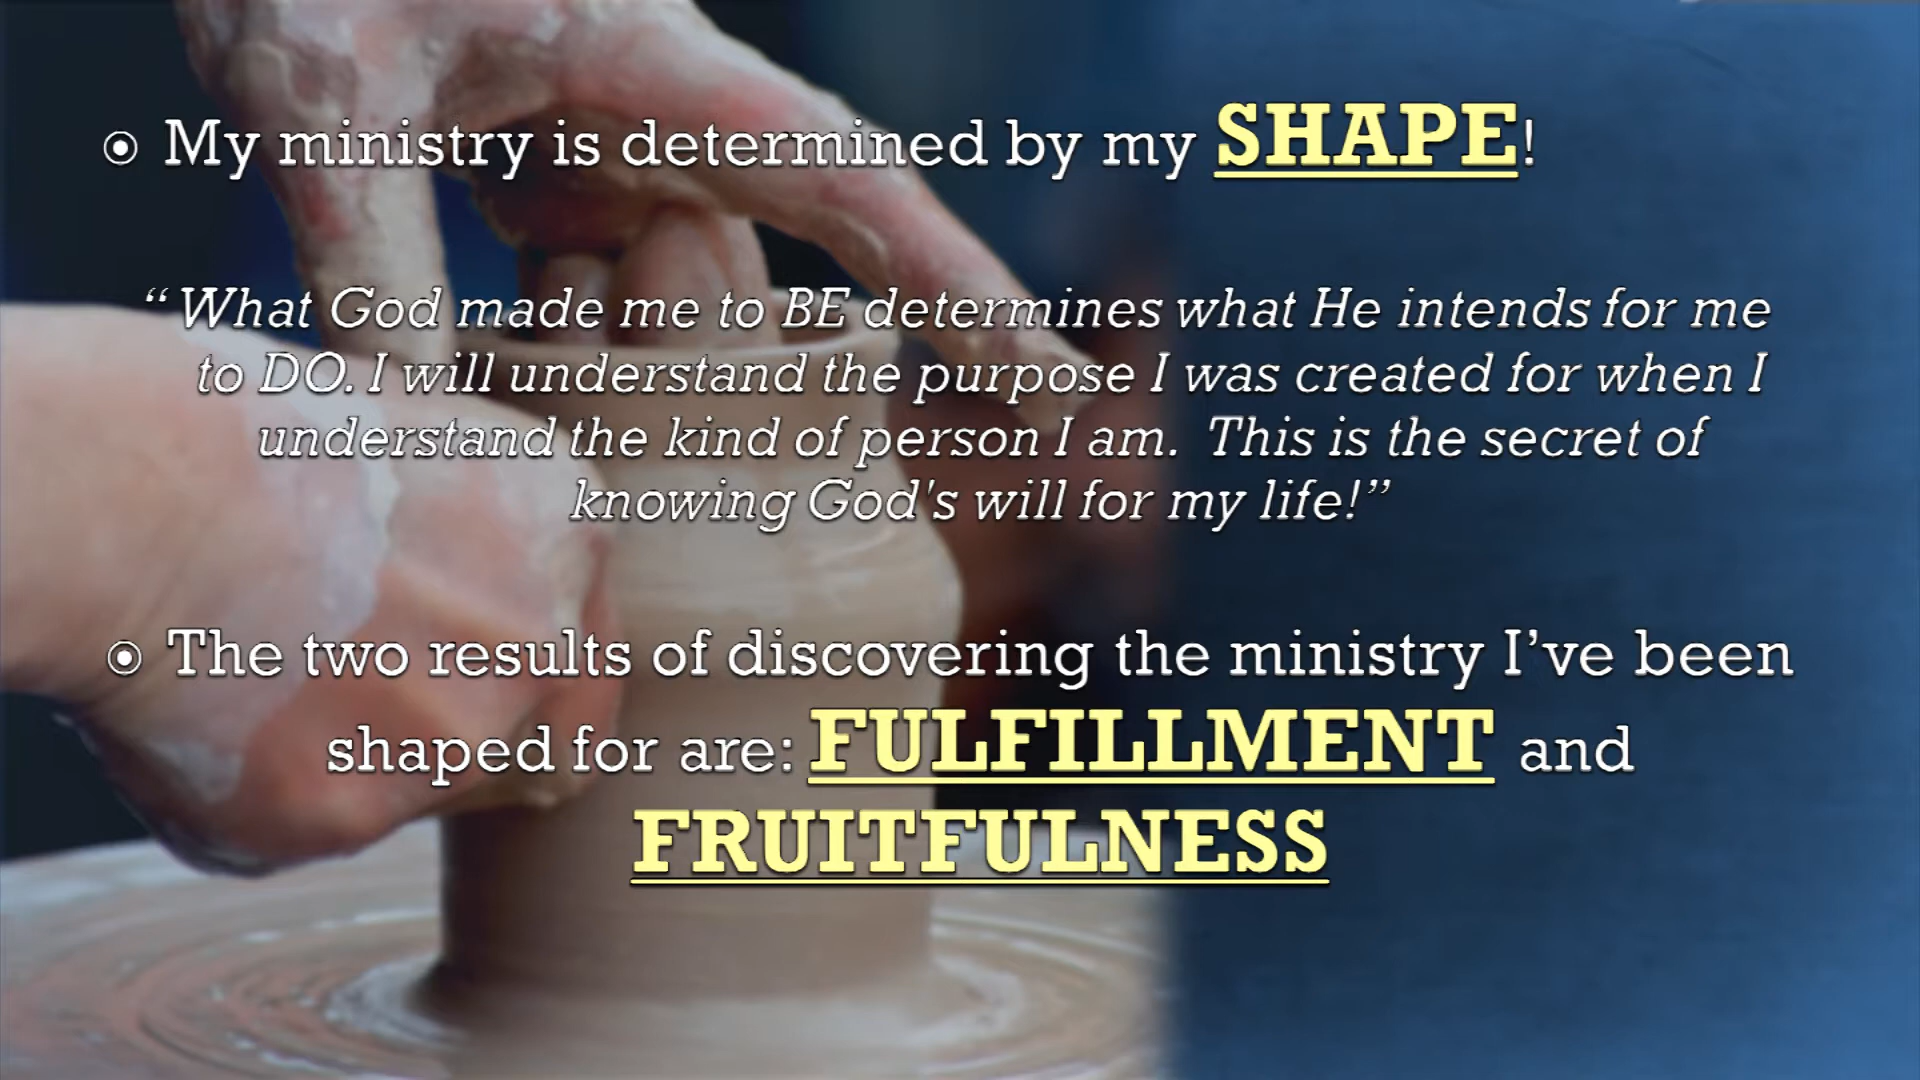 ⦿ My ministry is determined by my SHAPE!
“What God made me to BE determines what He intends for me
to DO. I will understand the purpose I was created for when I
understand the kind of person I am.  This is the secret of
knowing God's will for my life!”
⦿ The two results of discovering the ministry I’ve been
shaped for are: FULFILLMENT and
FRUITFULNESS